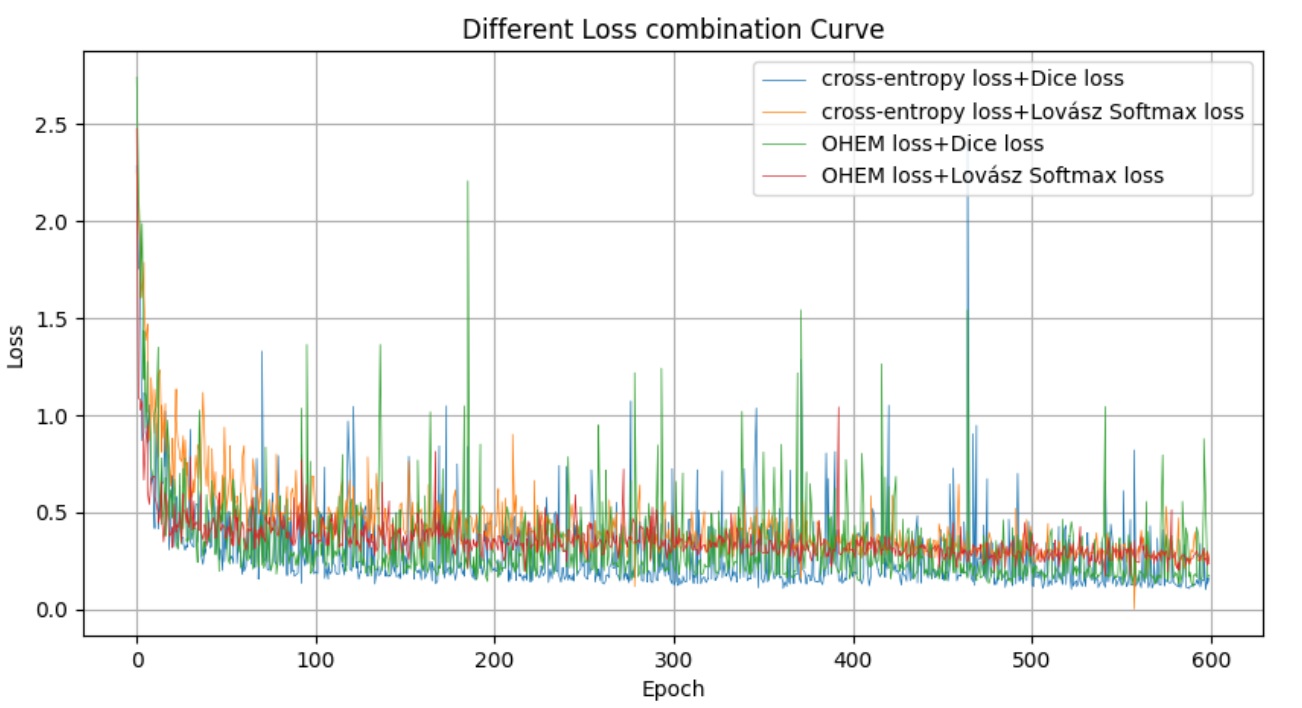 Different Loss combination Curve
cross-entropy loss+Dice loss
cross-entropy loss+Lovász Softmax loss
OHEM loss+Dice loss
OHEM loss+Lovász Softmax loss
Loss
2.5
2.0
1.5
1.0
0.5
0.0
0 100 200 300 400 500 600
Epoch